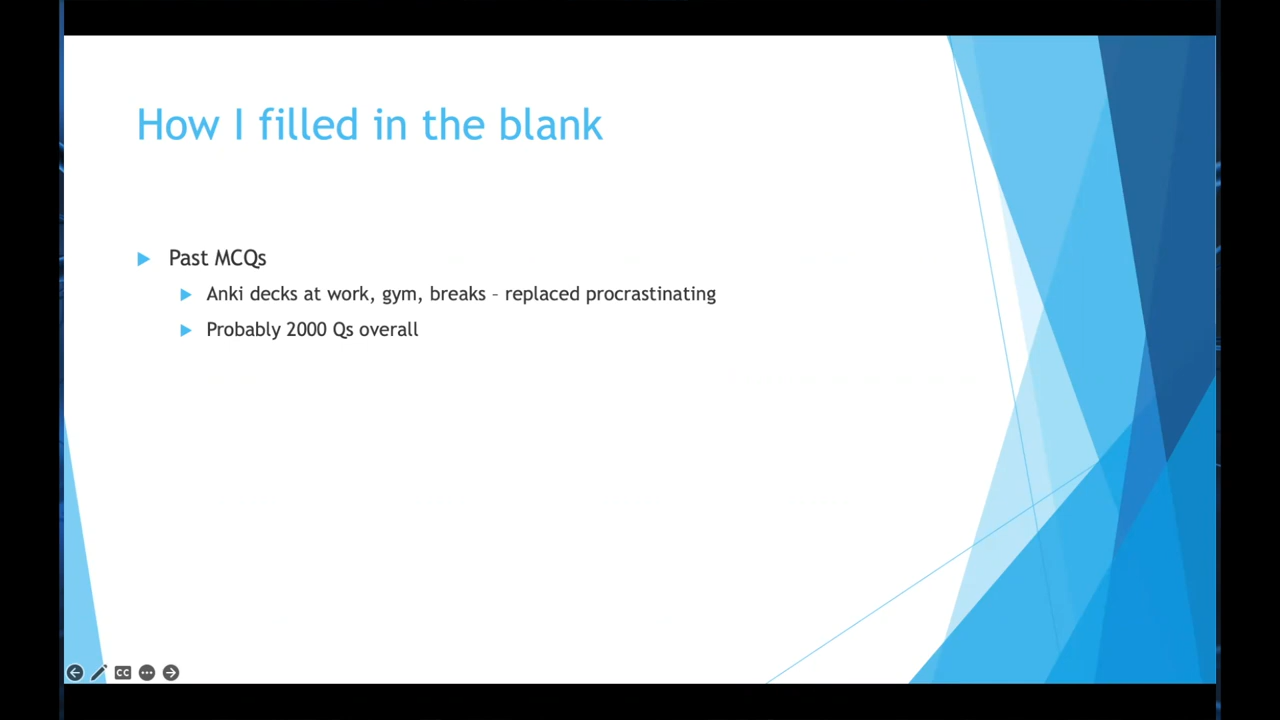 How I filled in the blank
Past MCQs
Anki decks at work, gym, breaks – replaced procrastinating
Probably 2000 Qs overall
CC